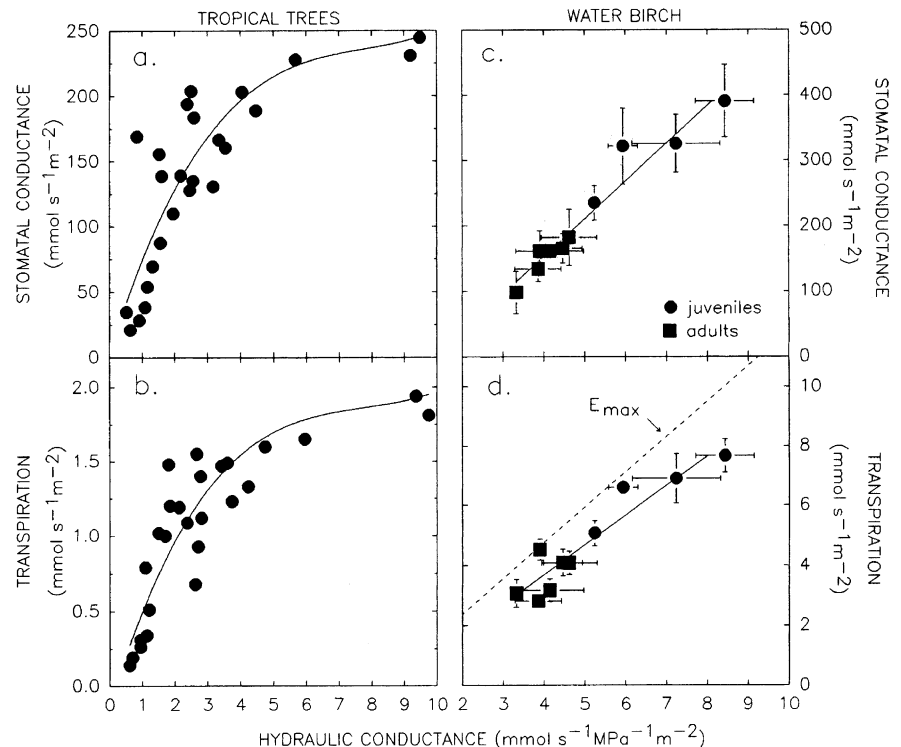 TROPICAL TREES
WATER BIRCH
a.
250
200
150
100
50
0
STOMATAL CONDUCTANCE
(mmol s−1m−2)
c.
500
400
300
200
100
0
STOMATAL CONDUCTANCE
(mmol s−1m−2)
juveniles
adults
b.
2.0
1.5
1.0
0.5
0.0
TRANSPIRATION
(mmol s−1m−2)
d.
Emax
10
8
6
4
2
0
TRANSPIRATION
(mmol s−1m−2)
0 1 2 3 4 5 6 7 8 9 10
2 3 4 5 6 7 8 9 10
HYDRAULIC CONDUCTANCE (mmol s−1MPa−1m−2)